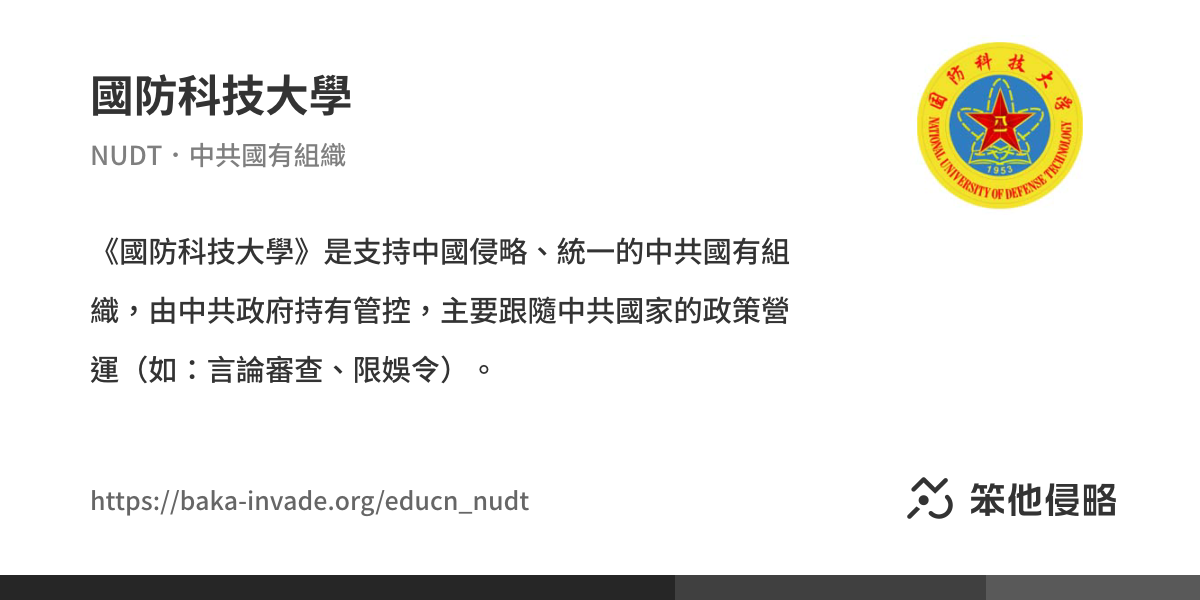 國防科技大學
NUDT．中共國有組織
《國防科技大學》是支持中國侵略、統一的中共國有組
織，由中共政府持有管控，主要跟隨中共國家的政策營
運（如：言論審查、限娛令）。
https://baka-invade.org/educn_nudt
国防科技大学
八一
1953
NATIONAL UNIVERSITY OF DEFENSE TECHNOLOGY
笨他侵略